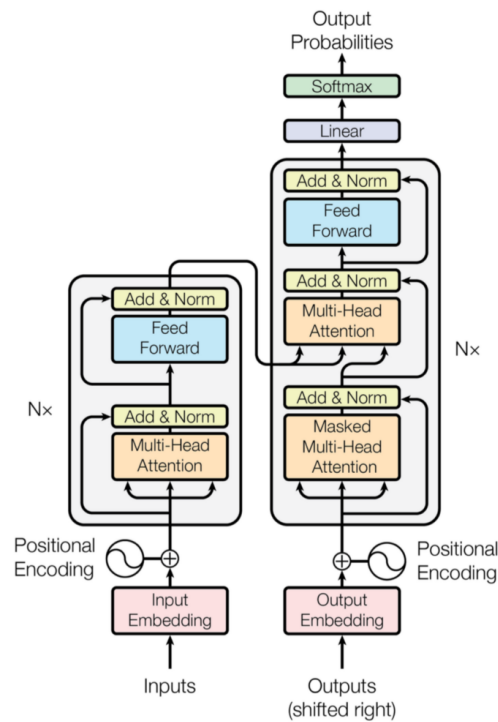 Output
Probabilities
Softmax
Linear
Add & Norm
Feed
Forward
Add & Norm
Multi-Head
Attention
Add & Norm
Masked
Multi-Head
Attention
N×
Add & Norm
Feed
Forward
Add & Norm
Multi-Head
Attention
N×
Positional
Encoding
Positional
Encoding
Input
Embedding
Output
Embedding
Inputs
Outputs
(shifted right)